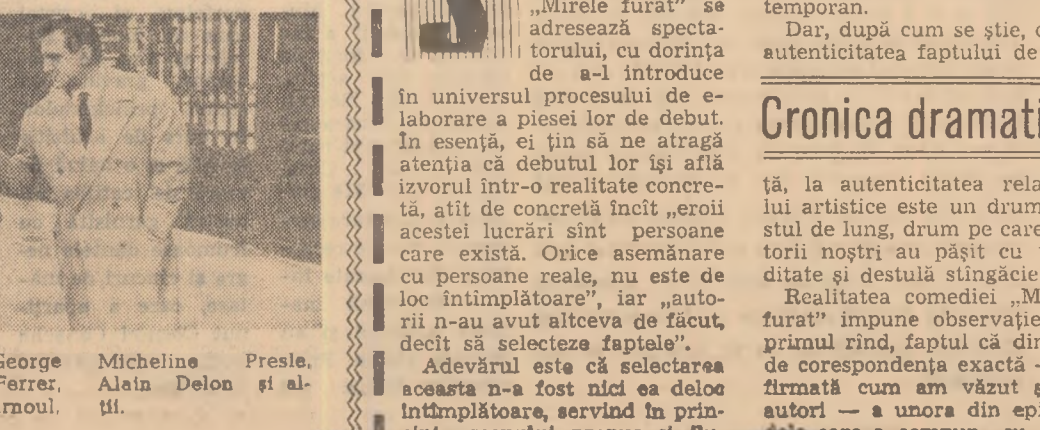 George
Ferrer,
rnoul,
Micheline Presle,
Alain Delon și al-
ții.
„Mirele furat” se
adresează specta-
torului, cu dorința
de a-l introduce
în universul procesului de e-
laborare a piesei lor de debut.
În esență, ei țin să ne atragă
atenția că debutul lor își află
izvorul într-o realitate concre-
tă, atît de concretă încît „eroii
acestei lucrări sînt persoane
care există. Orice asemănare
cu persoane reale, nu este de
loc întîmplătoare”, iar „auto-
rii n-au avut altceva de făcut,
decît să selecteze faptele”.
Adevărul este că selectarea
aceasta n-a fost nici ea deloc
întîmplătoare, servind în prin-
temporan.
Dar, după cum se știe,
autenticitatea faptului de
Cronica dramati
tă, la autenticitatea rela
lui artistice este un drum
stul de lung, drum pe care
torii noștri au pășit cu
ditate și destulă stîngăcie
Realitatea comediei „M
furat” impune observație
primul rînd, faptul că din
de corespondența exactă —
firmată cum am văzut ș
autori — a unora din epi